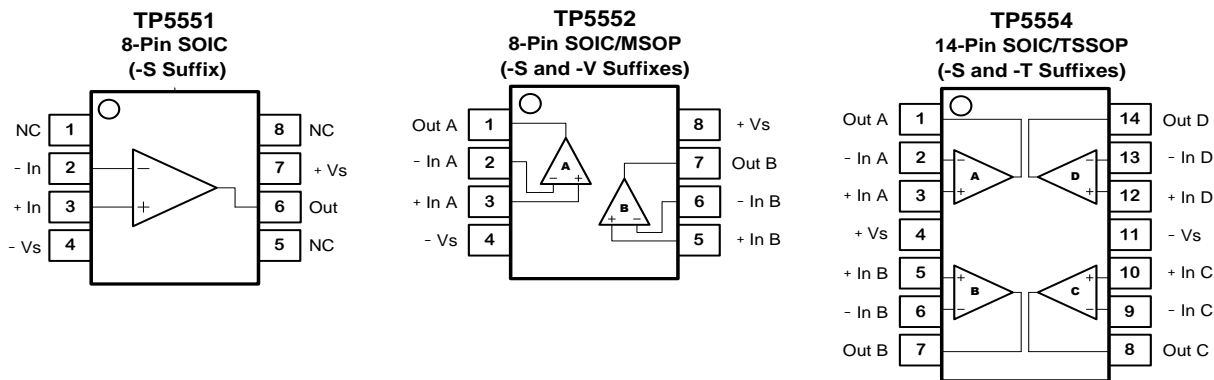 TP5551
8-Pin SOIC
(-S Suffix)
NC 1
- In 2
+ In 3
- Vs 4
8 NC
7 + Vs
6 Out
5 NC
- +
TP5552
8-Pin SOIC/MSOP
(-S and -V Suffixes)
Out A 1
- In A 2
+ In A 3
- Vs 4
8 + Vs
7 Out B
6 - In B
5 + In B
A
- +
B
+ -
TP5554
14-Pin SOIC/TSSOP
(-S and -T Suffixes)
Out A 1
- In A 2
+ In A 3
+ Vs 4
+ In B 5
- In B 6
Out B 7
14 Out D
13 - In D
12 + In D
11 - Vs
10 + In C
9 - In C
8 Out C
- A +
- D +
+ B -
+ C -